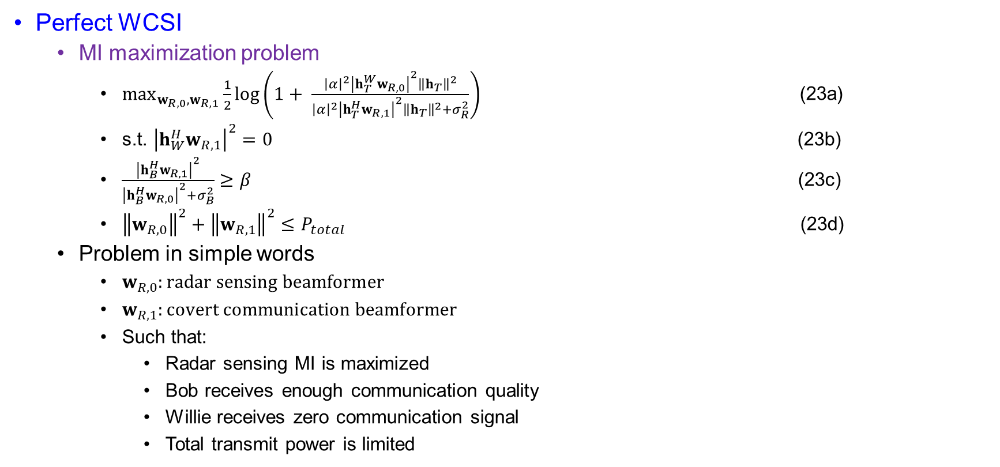 • Perfect WCSI
• MI maximization problem
• $\max_{\mathbf{w}_{R,0},\mathbf{w}_{R,1}} \frac{1}{2}\log\left(1 + \frac{|\alpha|^2\left|\mathbf{h}_T^W \mathbf{w}_{R,0}\right|^2 \|\mathbf{h}_T\|^2}{|\alpha|^2\left|\mathbf{h}_T^H \mathbf{w}_{R,1}\right|^2 \|\mathbf{h}_T\|^2 + \sigma_R^2}\right)$ (23a)
• s.t. $\left|\mathbf{h}_W^H \mathbf{w}_{R,1}\right|^2 = 0$ (23b)
• $\frac{\left|\mathbf{h}_B^H \mathbf{w}_{R,1}\right|^2}{\left|\mathbf{h}_B^H \mathbf{w}_{R,0}\right|^2 + \sigma_B^2} \geq \beta$ (23c)
• $\left\|\mathbf{w}_{R,0}\right\|^2 + \left\|\mathbf{w}_{R,1}\right\|^2 \leq P_{total}$ (23d)
• Problem in simple words
• $\mathbf{w}_{R,0}$: radar sensing beamformer
• $\mathbf{w}_{R,1}$: covert communication beamformer
• Such that:
• Radar sensing MI is maximized
• Bob receives enough communication quality
• Willie receives zero communication signal
• Total transmit power is limited